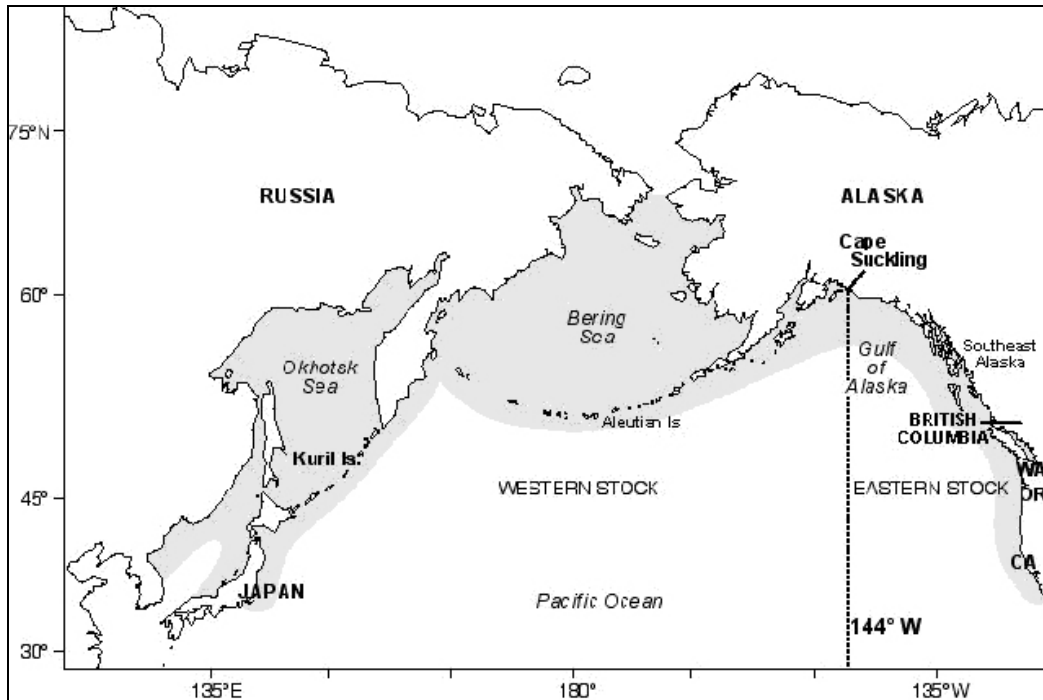 75°N
RUSSIA
ALASKA
Cape
Suckling
60°
Bering
Sea
Okhotsk
Sea
Gulf
of
Alaska
Southeast
Alaska
Aleutian Is
BRITISH
COLUMBIA
Kuril Is.
WA
45°
WESTERN STOCK
EASTERN STOCK
OR
CA
JAPAN
Pacific Ocean
144° W
30°
135°E
180°
135°W